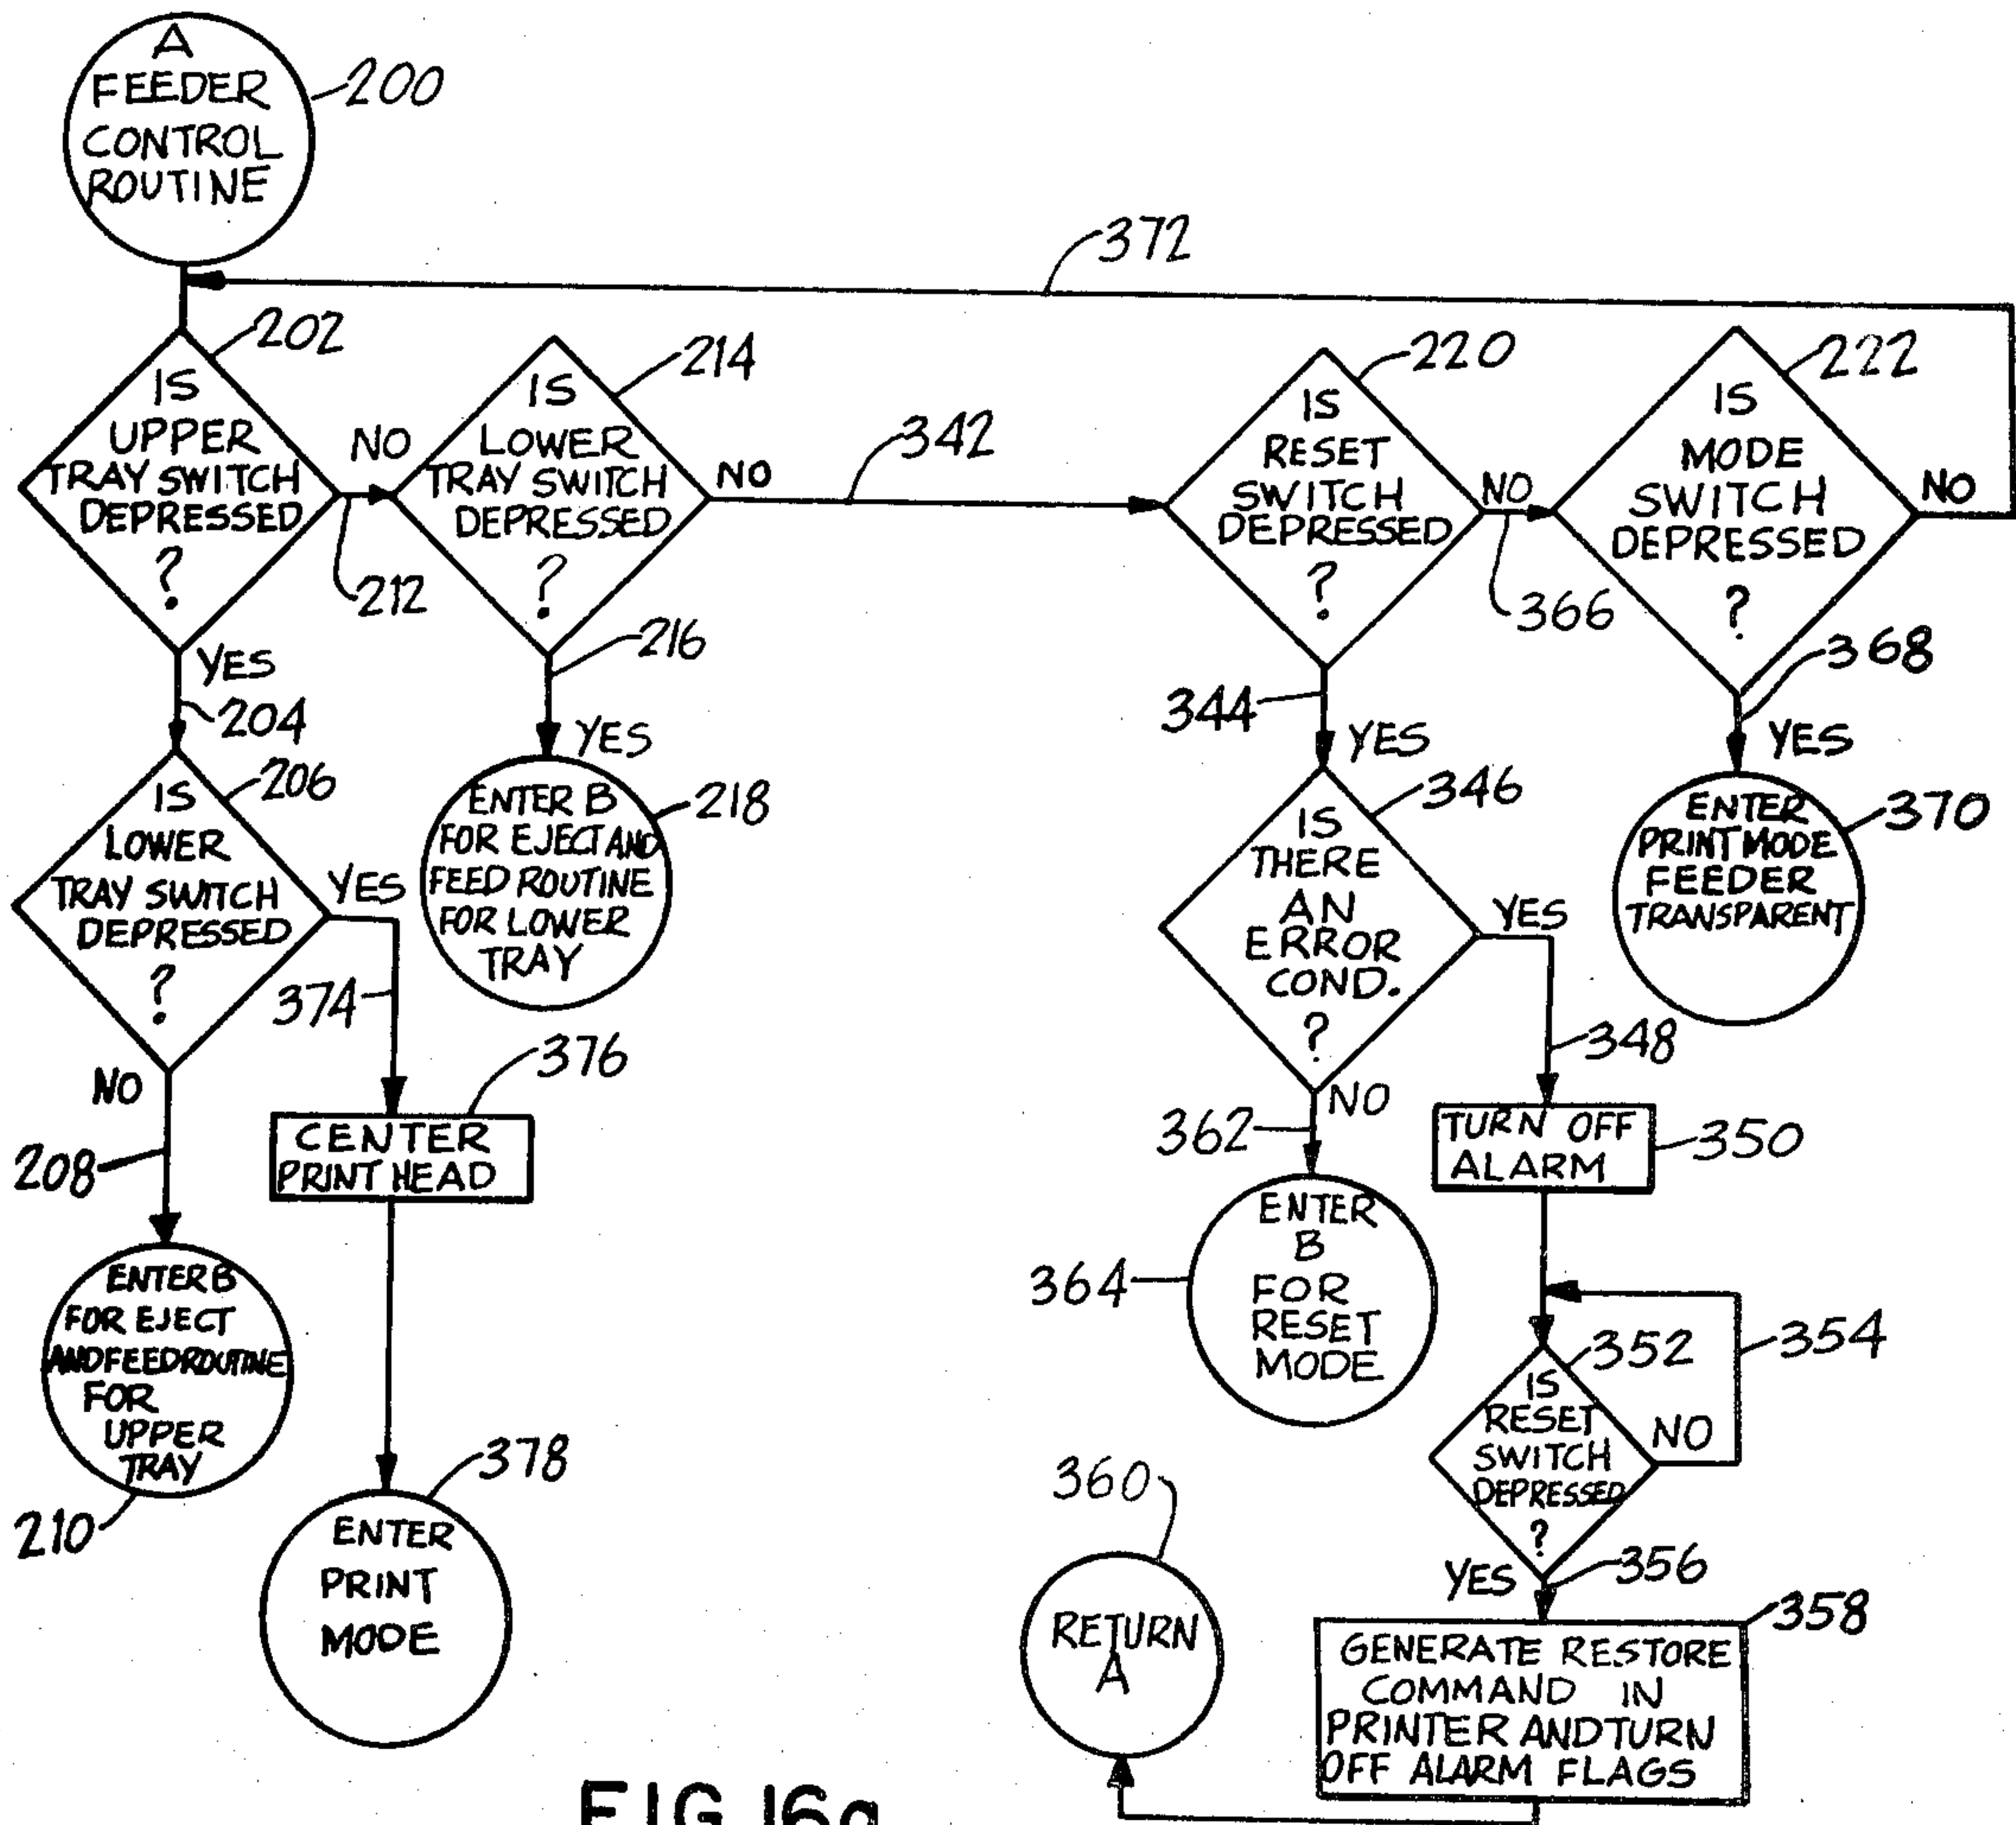 A
FEEDER
CONTROL
ROUTINE
200
372
202
IS
UPPER
TRAY SWITCH
DEPRESSED
?
NO
212
214
IS
LOWER
TRAY SWITCH
DEPRESSED
?
NO
342
220
IS
RESET
SWITCH
DEPRESSED
?
NO
366
222
IS
MODE
SWITCH
DEPRESSED
?
NO
YES
204
216
YES
344
YES
368
YES
206
IS
LOWER
TRAY SWITCH
DEPRESSED
?
YES
374
ENTER B
FOR EJECT AND
FEED ROUTINE
FOR LOWER
TRAY
218
346
IS
THERE
AN
ERROR
COND.
?
YES
348
ENTER
PRINT MODE
FEEDER
TRANSPARENT
370
NO
208
376
CENTER
PRINT HEAD
NO
362
TURN OFF
ALARM
350
ENTER B
FOR EJECT
AND FEED ROUTINE
FOR
UPPER
TRAY
210
364
ENTER
B
FOR
RESET
MODE
352
354
IS
RESET
SWITCH
DEPRESSED
?
NO
378
ENTER
PRINT
MODE
360
RETURN
A
YES
356
358
GENERATE RESTORE
COMMAND IN
PRINTER AND TURN
OFF ALARM FLAGS
FIG. 16a